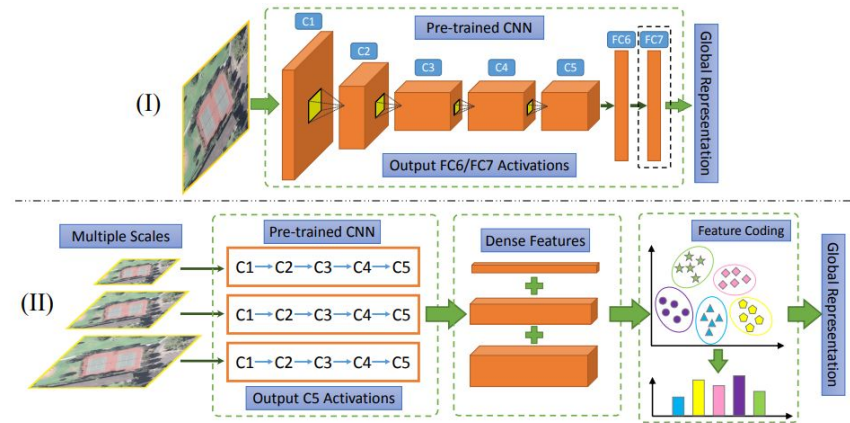 C1
Pre-trained CNN
FC6
FC7
C2
C3
C4
C5
(I)
Global Representation
Output FC6/FC7 Activations
Multiple Scales
Pre-trained CNN
Dense Features
Feature Coding
C1 C2 C3 C4 C5
(II)
C1 C2 C3 C4 C5
C1 C2 C3 C4 C5
Output C5 Activations
Global Representation